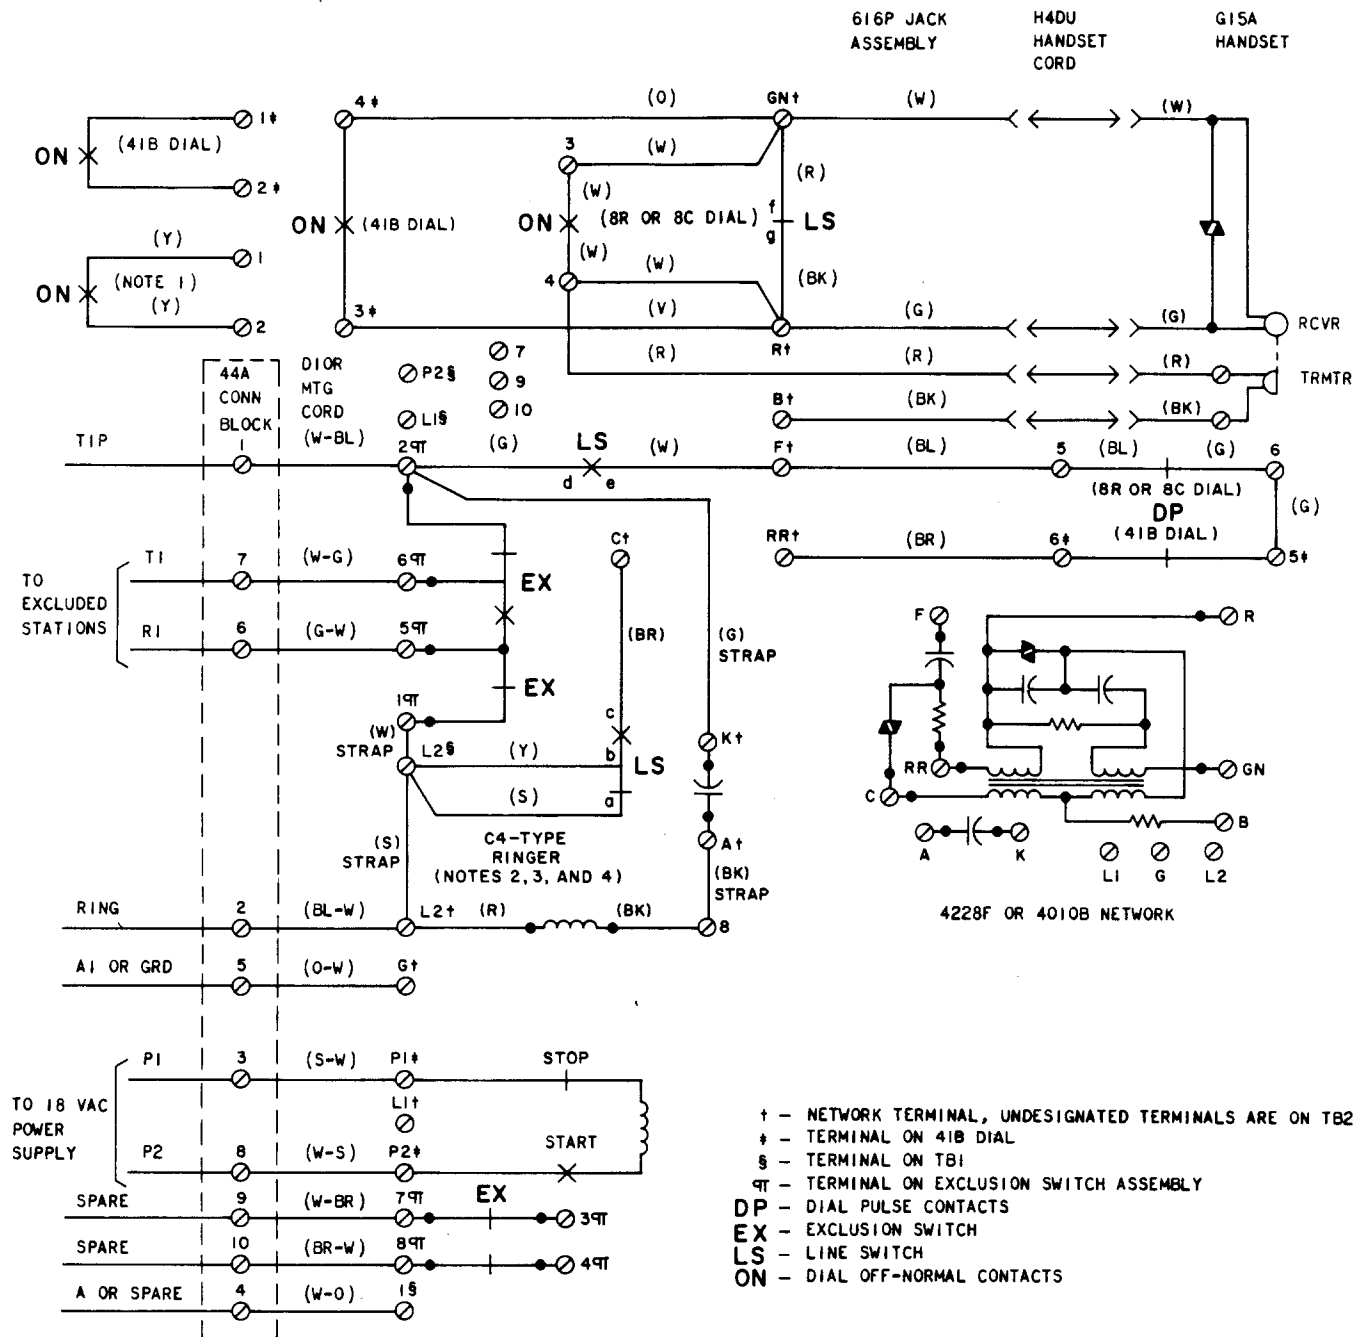 616P JACK ASSEMBLY
H4DU HANDSET CORD
G15A HANDSET
4‡ (O) GN† (W) (W)
1‡
ON (41B DIAL)
2‡
3 (W) (R)
(W) f
ON (41B DIAL) ON (8R OR 8C DIAL) LS
g
(Y) 1
ON (NOTE 1)
(Y) 2
(W) (W) (BK)
4
3‡ (V) R† (G) (G) RCVR
(R) (R) (R) TRMTR
B† (BK) (BK)
44A CONN BLOCK
DIOR MTG CORD
P2§ 7
9
L1§ 10
TIP 1 (W-BL) 2¶ (G) LS (W) F† (BL) 5 (BL) (G) 6
d e
(8R OR 8C DIAL)
DP (G)
(41B DIAL)
RR† (BR) 6‡ 5‡
C†
TO EXCLUDED STATIONS
T1 7 (W-G) 6¶ EX
R1 6 (G-W) 5¶
(BR) (G) STRAP
EX
1¶
(W) STRAP L2§ (Y) c
b LS
(S) a
K†
A†
(S) STRAP
C4-TYPE RINGER
(NOTES 2, 3, AND 4)
(BK) STRAP
RING 2 (BL-W) L2† (R) (BK) 8
A1 OR GRD 5 (O-W) G†
F R
RR GN
C B
A K L1 G L2
4228F OR 4010B NETWORK
TO 18 VAC POWER SUPPLY
P1 3 (S-W) P1‡ STOP
L1†
P2 8 (W-S) P2‡ START
SPARE 9 (W-BR) 7¶ EX 3¶
SPARE 10 (BR-W) 8¶ 4¶
A OR SPARE 4 (W-O) 1§
† – NETWORK TERMINAL, UNDESIGNATED TERMINALS ARE ON TB2
‡ – TERMINAL ON 41B DIAL
§ – TERMINAL ON TB1
¶ – TERMINAL ON EXCLUSION SWITCH ASSEMBLY
DP – DIAL PULSE CONTACTS
EX – EXCLUSION SWITCH
LS – LINE SWITCH
ON – DIAL OFF-NORMAL CONTACTS